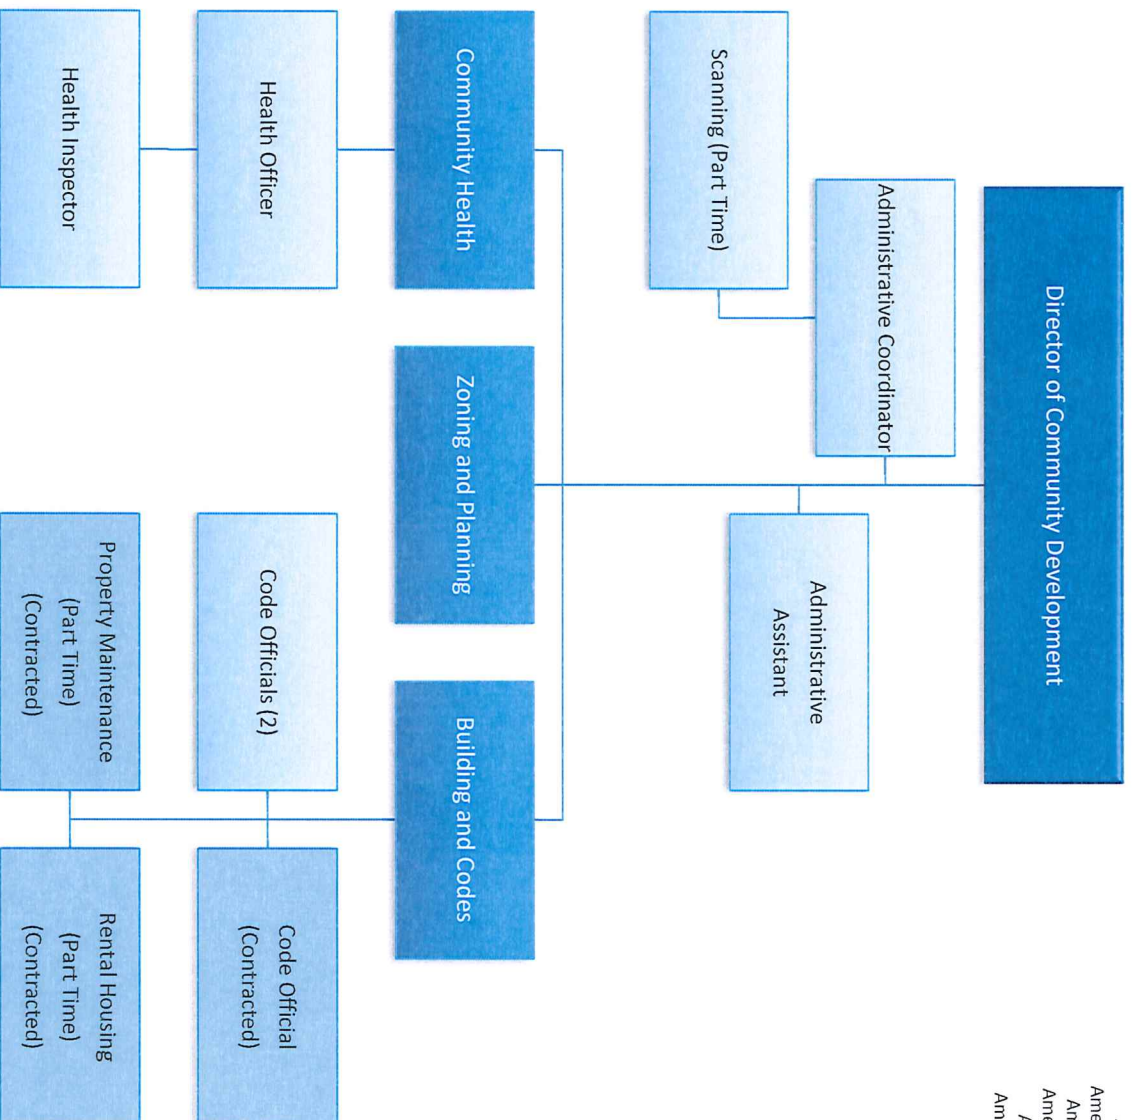 Director of Community Development
Administrative Coordinator
Administrative
Assistant
Scanning (Part Time)
Community Health
Zoning and Planning
Building and Codes
Health Officer
Code Officials (2)
Code Official
(Contracted)
Health Inspector
Property Maintenance
(Part Time)
(Contracted)
Rental Housing
(Part Time)
(Contracted)